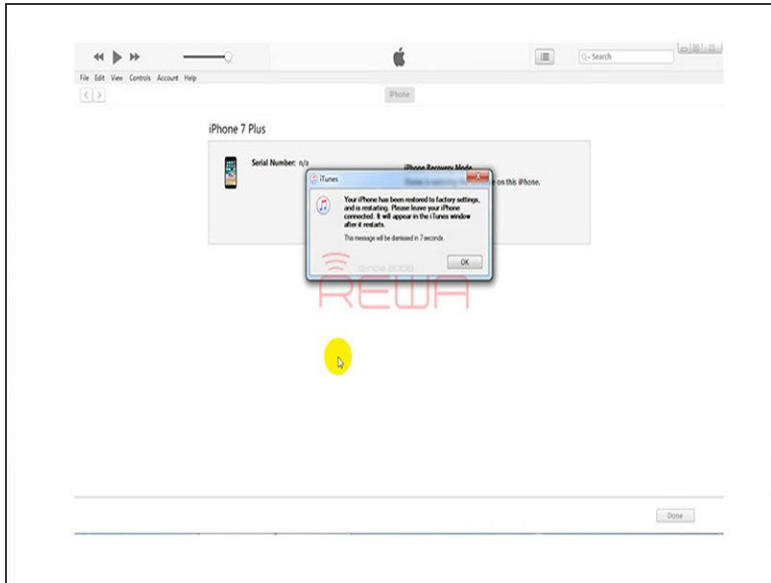 Search
File Edit View Controls Account Help
iPhone
iPhone 7 Plus
Serial Number: n/a
iPhone Recovery Mode
on this iPhone.
iTunes
Your iPhone has been restored to factory settings,
and is restarting. Please leave your iPhone
connected. It will appear in the iTunes window
after it restarts.
This message will be dismissed in 7 seconds.
OK
since 2008
REWA
Done